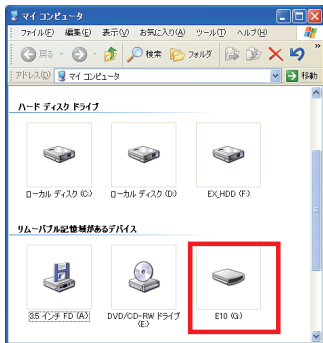 マイ コンピュータ
ファイル(F) 編集(E) 表示(V) お気に入り(A) ツール(T) ヘルプ(H)
戻る 検索 フォルダ
アドレス(D) マイ コンピュータ 移動
ハード ディスク ドライブ
ローカル ディスク (C:) ローカル ディスク (D:) EX_HDD (F:)
リムーバブル記憶域があるデバイス
3.5 インチ FD (A:) DVD/CD-RW ドライブ (E:) E10 (G:)